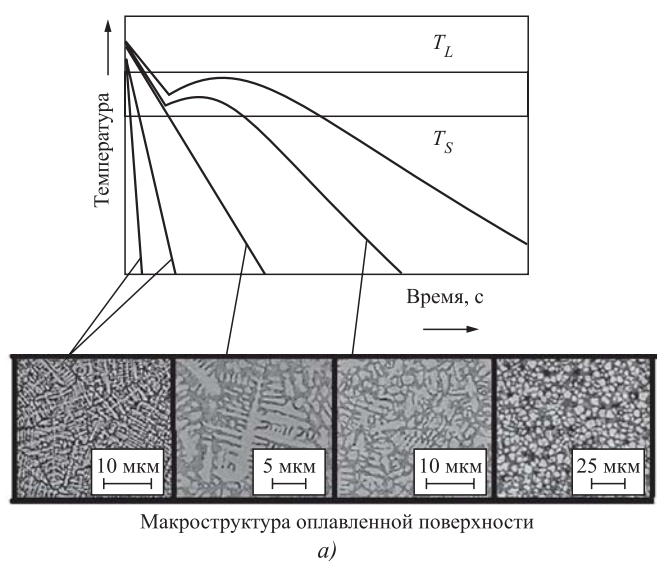 T_L
T_S
Температура
Время, с
10 мкм
5 мкм
10 мкм
25 мкм
Макроструктура оплавленной поверхности
а)